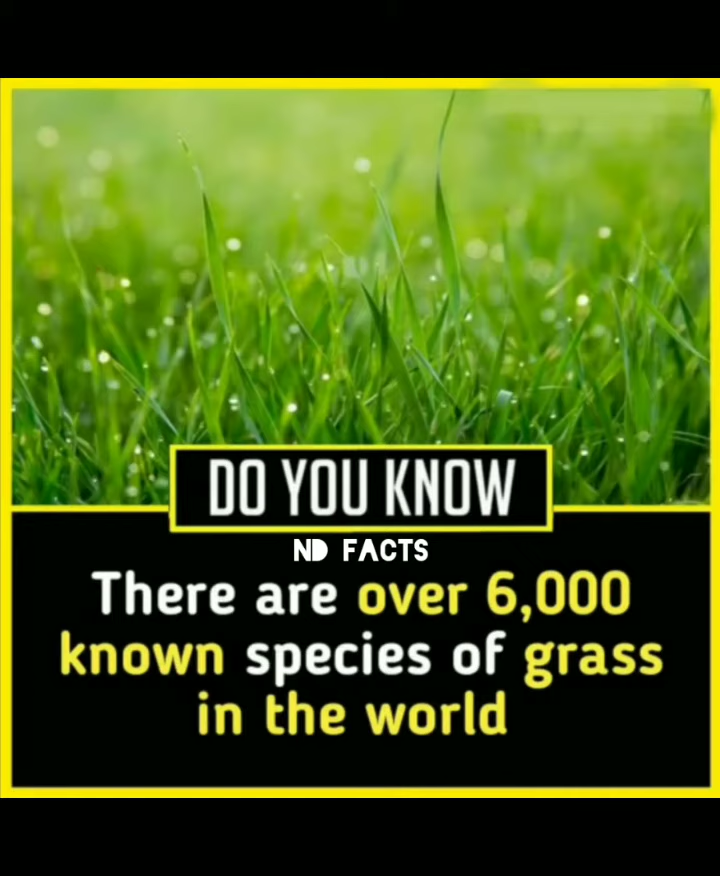 DO YOU KNOW
ND FACTS
There are over 6,000
known species of grass
in the world